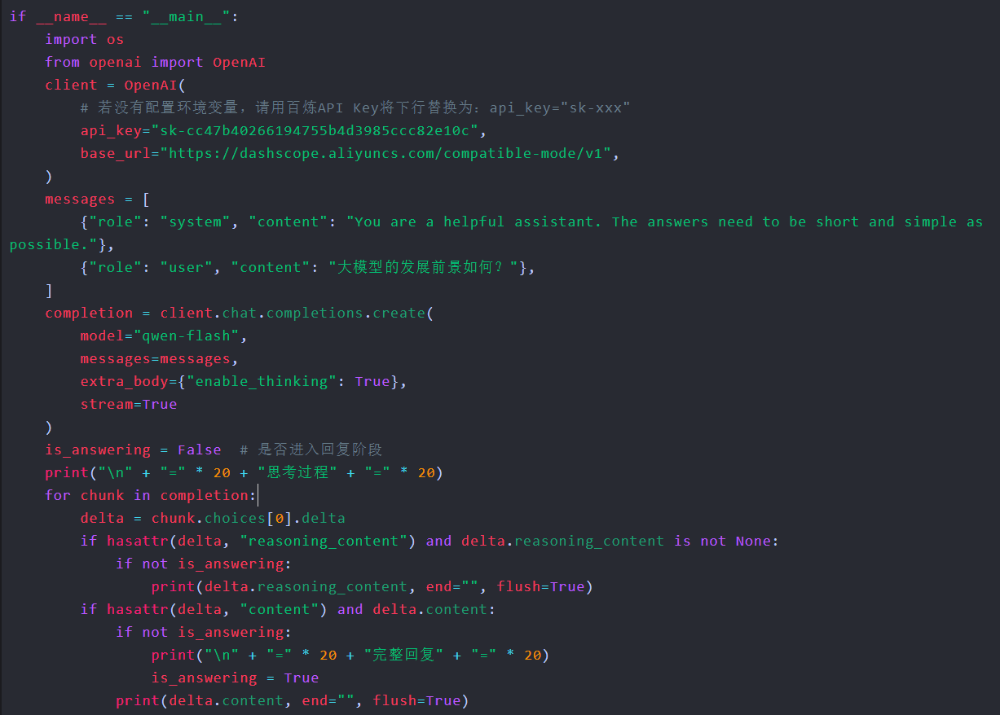 if __name__ == "__main__":
    import os
    from openai import OpenAI
    client = OpenAI(
        # 若没有配置环境变量，请用百炼API Key将下行替换为：api_key="sk-xxx"
        api_key="sk-cc47b40266194755b4d3985ccc82e10c",
        base_url="https://dashscope.aliyuncs.com/compatible-mode/v1",
    )
    messages = [
        {"role": "system", "content": "You are a helpful assistant. The answers need to be short and simple as
possible."},
        {"role": "user", "content": "大模型的发展前景如何？"},
    ]
    completion = client.chat.completions.create(
        model="qwen-flash",
        messages=messages,
        extra_body={"enable_thinking": True},
        stream=True
    )
    is_answering = False  # 是否进入回复阶段
    print("\n" + "=" * 20 + "思考过程" + "=" * 20)
    for chunk in completion:
        delta = chunk.choices[0].delta
        if hasattr(delta, "reasoning_content") and delta.reasoning_content is not None:
            if not is_answering:
                print(delta.reasoning_content, end="", flush=True)
        if hasattr(delta, "content") and delta.content:
            if not is_answering:
                print("\n" + "=" * 20 + "完整回复" + "=" * 20)
                is_answering = True
            print(delta.content, end="", flush=True)